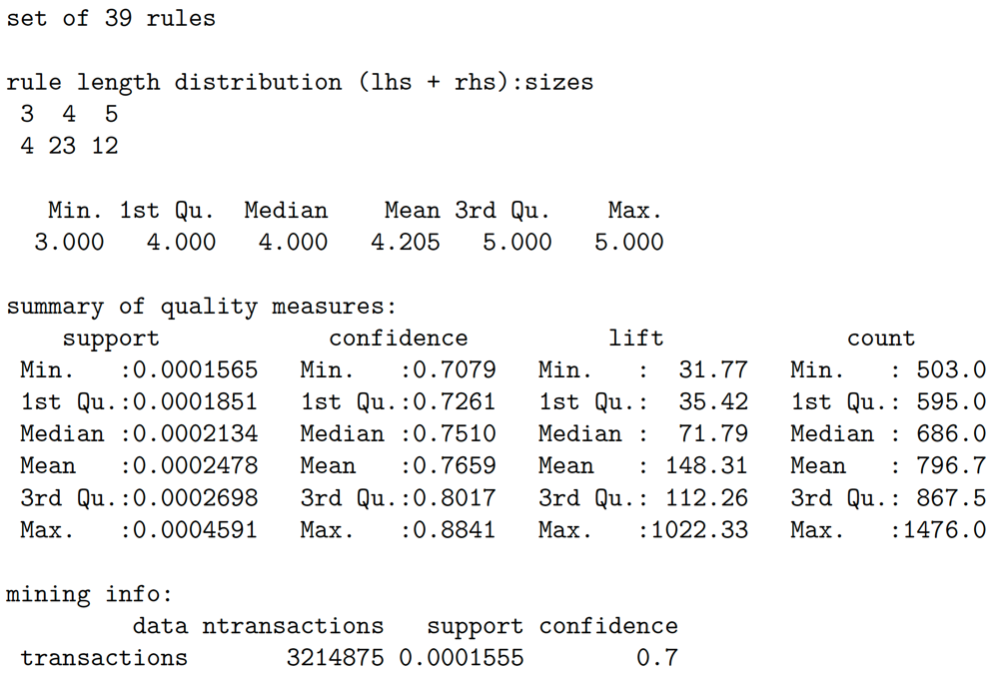 set of 39 rules
rule length distribution (lhs + rhs):sizes
3 4 5
4 23 12
Min. 1st Qu. Median Mean 3rd Qu. Max.
3.000 4.000 4.000 4.205 5.000 5.000
summary of quality measures:
support confidence lift count
Min. :0.0001565 Min. :0.7079 Min. : 31.77 Min. : 503.0
1st Qu.:0.0001851 1st Qu.:0.7261 1st Qu.: 35.42 1st Qu.: 595.0
Median :0.0002134 Median :0.7510 Median : 71.79 Median : 686.0
Mean :0.0002478 Mean :0.7659 Mean : 148.31 Mean : 796.7
3rd Qu.:0.0002698 3rd Qu.:0.8017 3rd Qu.: 112.26 3rd Qu.: 867.5
Max. :0.0004591 Max. :0.8841 Max. :1022.33 Max. :1476.0
mining info:
data ntransactions support confidence
transactions 3214875 0.0001555 0.7